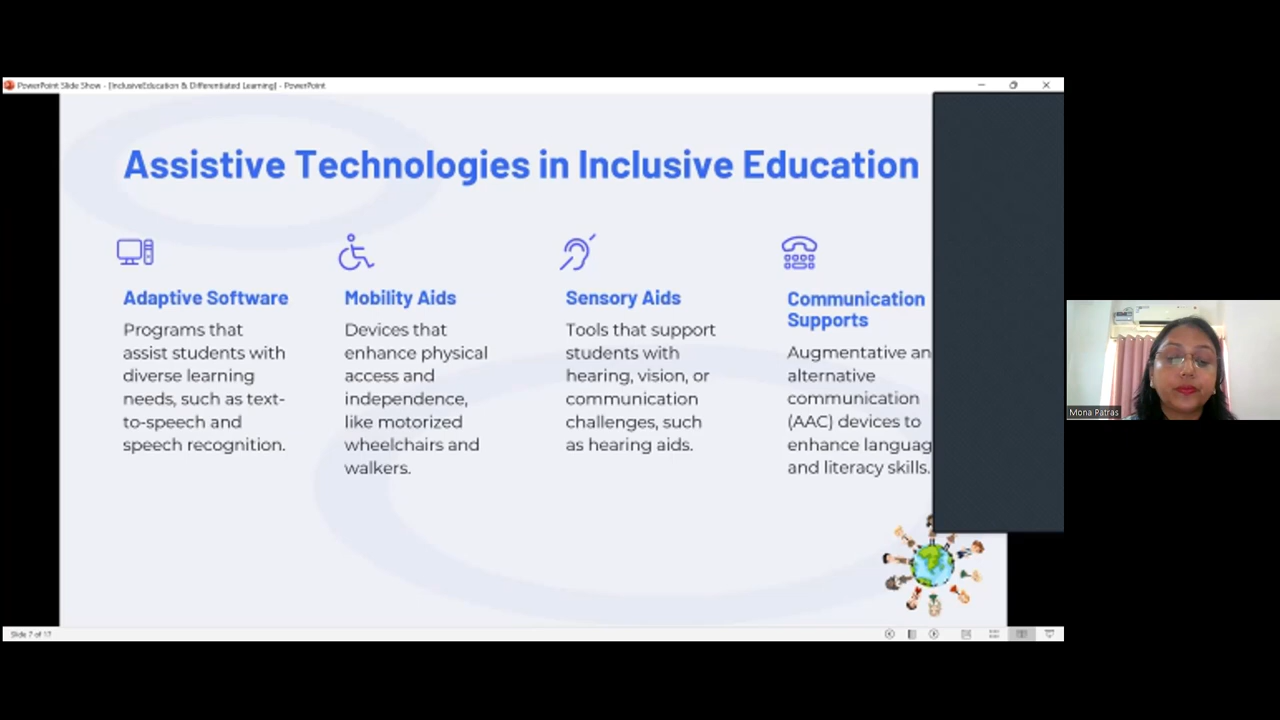 PowerPoint Slide Show - [InclusiveEducation & Differentiated Learning] - PowerPoint
Assistive Technologies in Inclusive Education
Adaptive Software
Programs that
assist students with
diverse learning
needs, such as text-
to-speech and
speech recognition.
Mobility Aids
Devices that
enhance physical
access and
independence,
like motorized
wheelchairs and
walkers.
Sensory Aids
Tools that support
students with
hearing, vision, or
communication
challenges, such
as hearing aids.
Communication
Supports
Augmentative an
alternative
communication
(AAC) devices to
enhance languag
and literacy skills.
Mona Patras
Slide 7 of 17